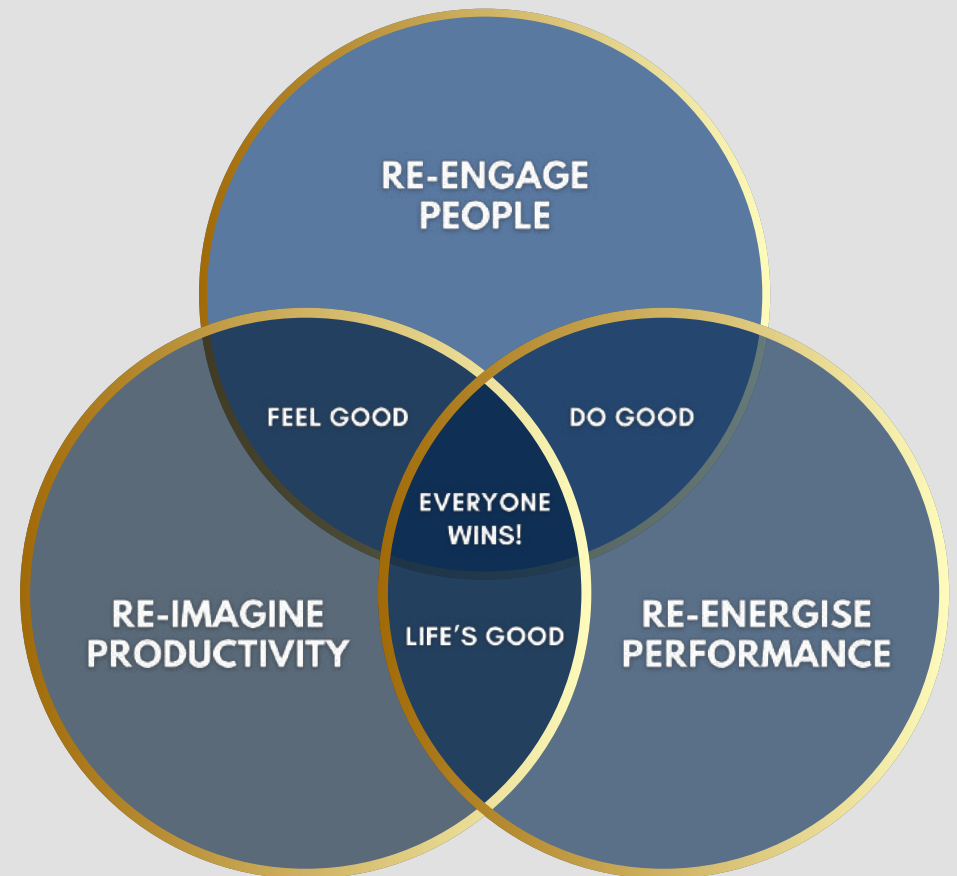 RE-ENGAGE
PEOPLE
FEEL GOOD
DO GOOD
EVERYONE
WINS!
RE-IMAGINE
PRODUCTIVITY
LIFE'S GOOD
RE-ENERGISE
PERFORMANCE